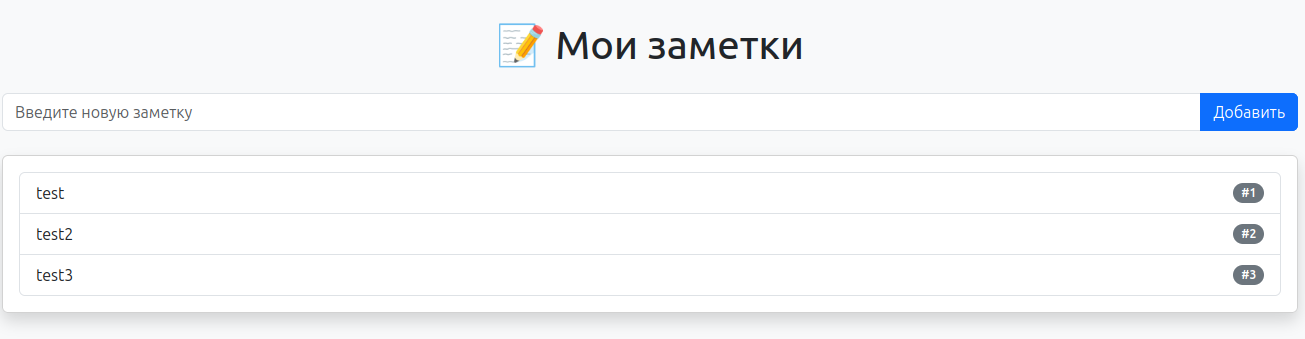 Мои заметки
Введите новую заметку
Добавить
test #1
test2 #2
test3 #3